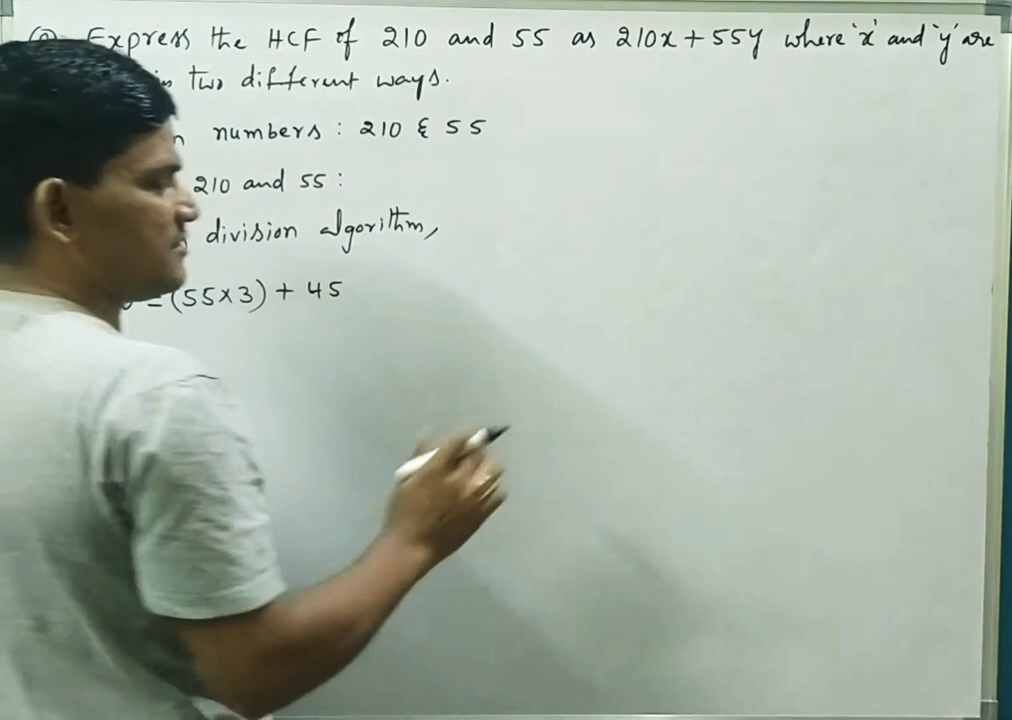 Express the HCF of 210 and 55 as 210x + 55y where 'x' and 'y' are
in two different ways.
numbers : 210 & 55
210 and 55 :
division algorithm,
= (55×3) + 45